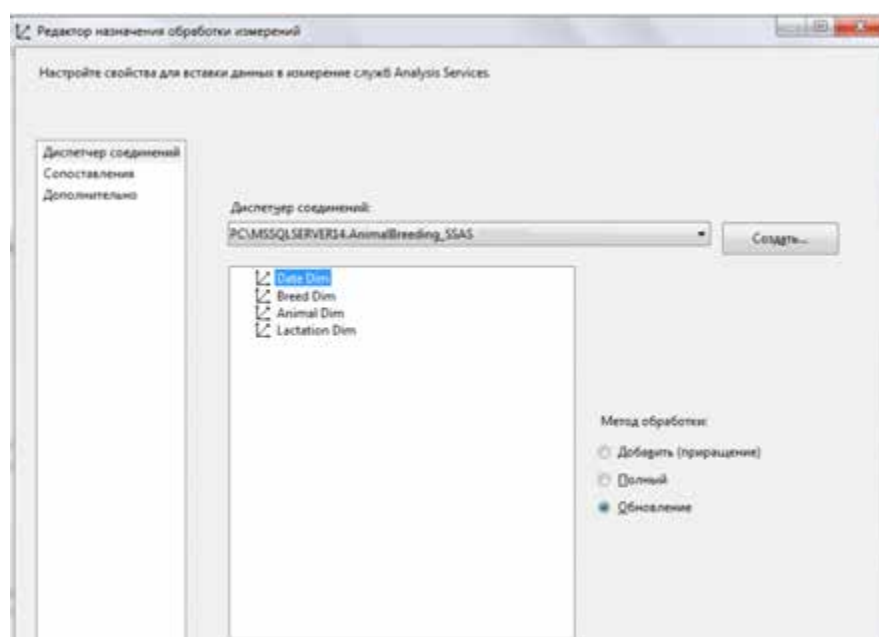 Редактор назначения обработки измерений
Настройте свойства для вставки данных в измерение служб Analysis Services.
Диспетчер соединений
Сопоставления
Дополнительно
Диспетчер соединений:
PC\MSSQLSERVER14.AnimalBreeding_SSAS
Создать...
Date Dim
Breed Dim
Animal Dim
Lactation Dim
Метод обработки:
Добавить (приращение)
Полный
Обновление